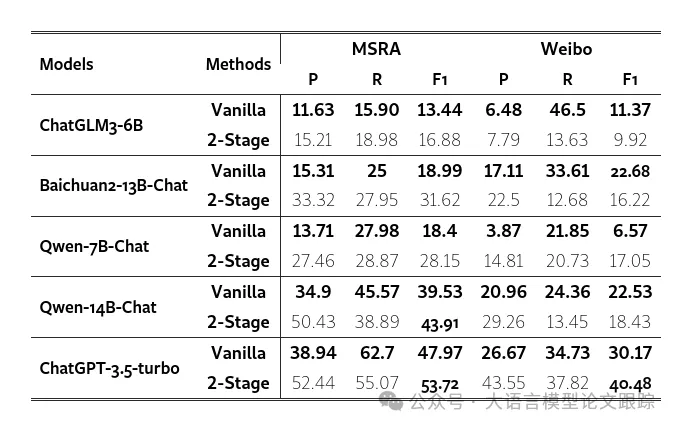 MSRA Weibo
Models Methods
P R F1 P R F1
Vanilla 11.63 15.90 13.44 6.48 46.5 11.37
ChatGLM3-6B
2-Stage 15.21 18.98 16.88 7.79 13.63 9.92
Vanilla 15.31 25 18.99 17.11 33.61 22.68
Baichuan2-13B-Chat
2-Stage 33.32 27.95 31.62 22.5 12.68 16.22
Vanilla 13.71 27.98 18.4 3.87 21.85 6.57
Qwen-7B-Chat
2-Stage 27.46 28.87 28.15 14.81 20.73 17.05
Vanilla 34.9 45.57 39.53 20.96 24.36 22.53
Qwen-14B-Chat
2-Stage 50.43 38.89 43.91 29.26 13.45 18.43
Vanilla 38.94 62.7 47.97 26.67 34.73 30.17
ChatGPT-3.5-turbo
2-Stage 52.44 55.07 53.72 43.55 37.82 40.48
公众号 · 大语言模型论文跟踪